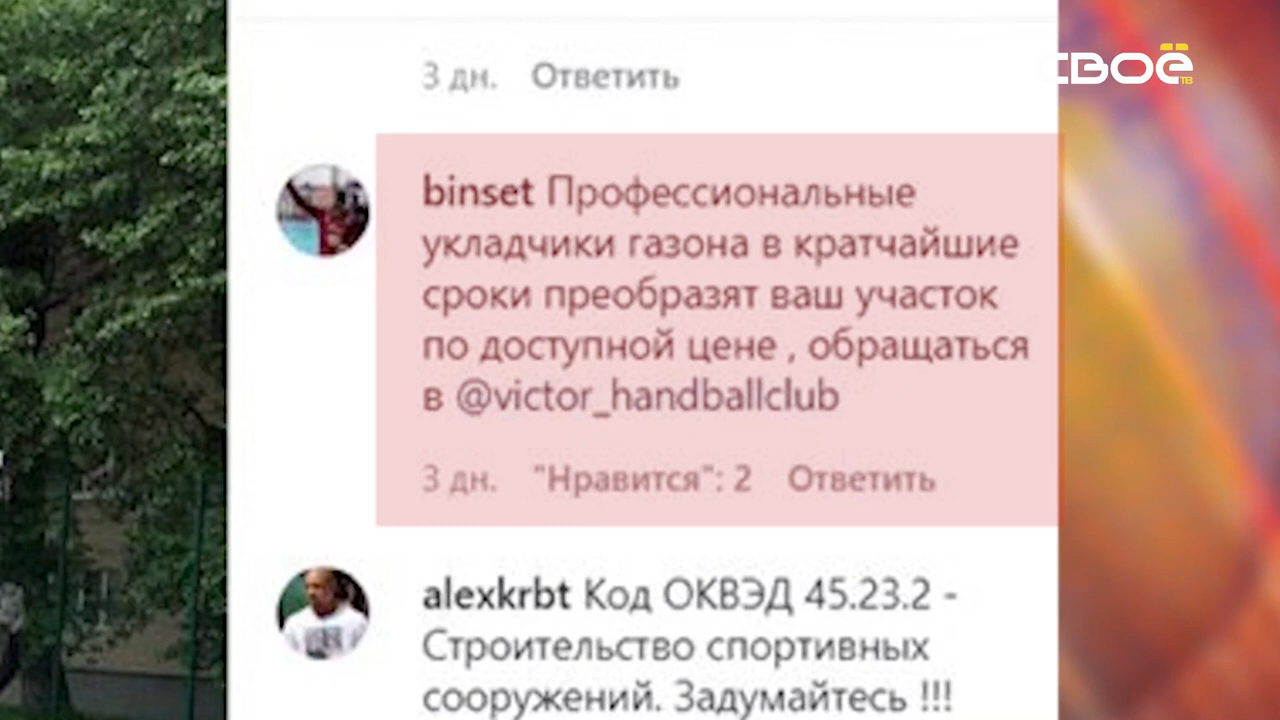 СВОЁ
ТВ
3 дн. Ответить
binset Профессиональные
укладчики газона в кратчайшие
сроки преобразят ваш участок
по доступной цене , обращаться
в @victor_handballclub
3 дн. "Нравится": 2 Ответить
alexkrbt Код ОКВЭД 45.23.2 -
Строительство спортивных
сооружений. Задумайтесь !!!